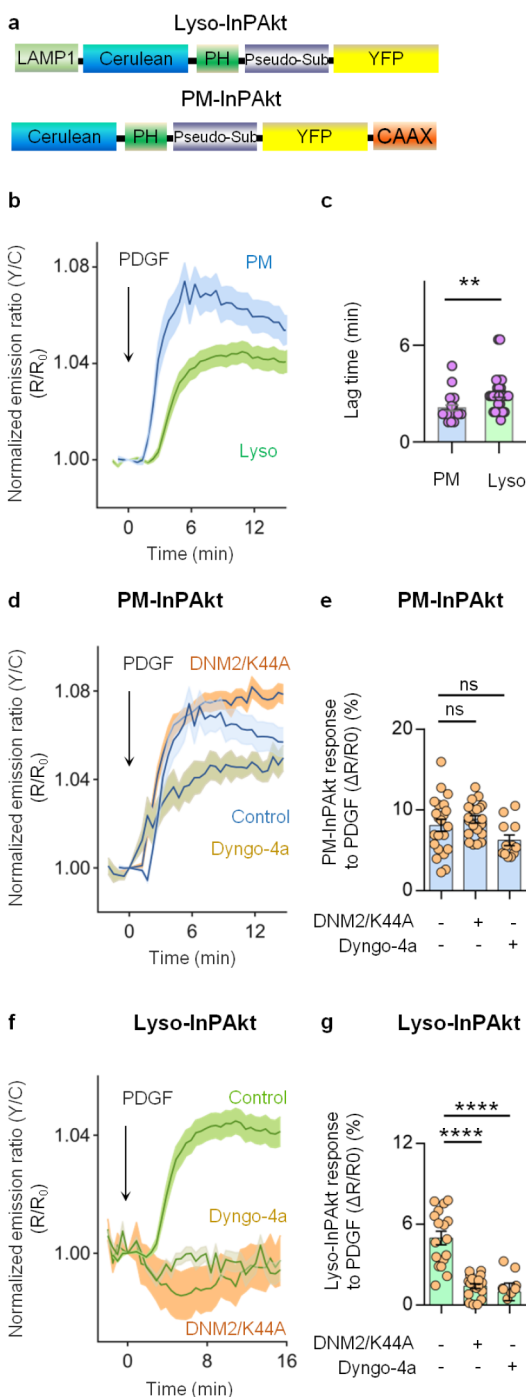 a
Lyso-InPAkt
LAMP1 Cerulean PH Pseudo-Sub YFP
PM-InPAkt
Cerulean PH Pseudo-Sub YFP CAAX
b
Normalized emission ratio (Y/C)
(R/R₀)
1.08
1.04
1.00
PDGF
PM
Lyso
0 6 12
Time (min)
c
Lag time (min)
6
0
**
PM Lyso
d PM-InPAkt
Normalized emission ratio (Y/C)
(R/R₀)
1.08
1.04
1.00
PDGF
DNM2/K44A
Control
Dyngo-4a
0 6 12
Time (min)
e PM-InPAkt
PM-InPAkt response
to PDGF (ΔR/R0) (%)
20
10
0
ns
ns
DNM2/K44A - + -
Dyngo-4a - - +
f Lyso-InPAkt
Normalized emission ratio (Y/C)
(R/R₀)
1.04
1.00
PDGF
Control
Dyngo-4a
DNM2/K44A
0 8 16
Time (min)
g Lyso-InPAkt
Lyso-InPAkt response
to PDGF (ΔR/R0) (%)
12
6
0
****
****
DNM2/K44A - + -
Dyngo-4a - - +